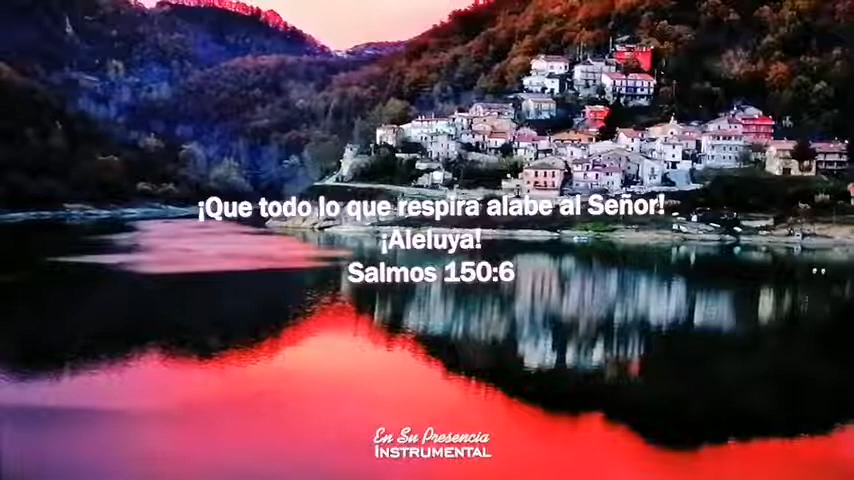 ¡Que todo lo que respira alabe al Señor!
¡Aleluya!
Salmos 150:6
En Su Presencia
INSTRUMENTAL